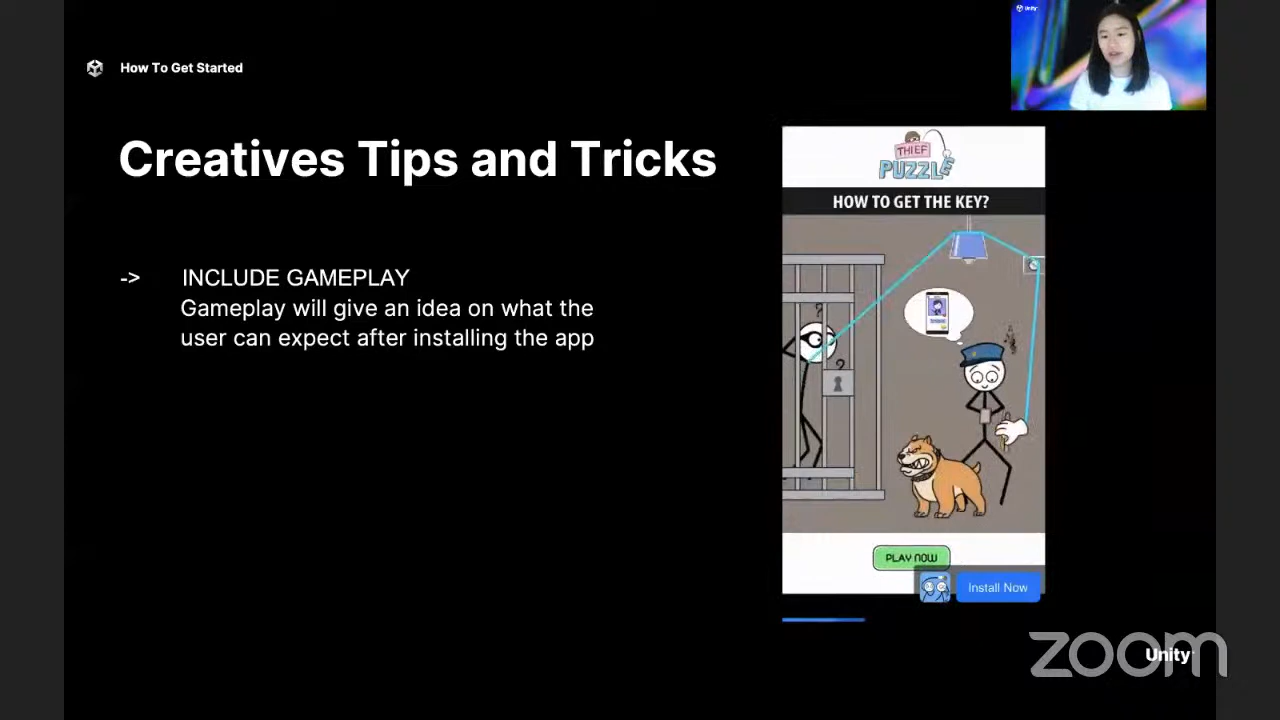 Unity
How To Get Started
Creatives Tips and Tricks
-> INCLUDE GAMEPLAY
Gameplay will give an idea on what the
user can expect after installing the app
THIEF
PUZZLE
HOW TO GET THE KEY?
?
?
PLAY NOW
Install Now
Unity
zoom